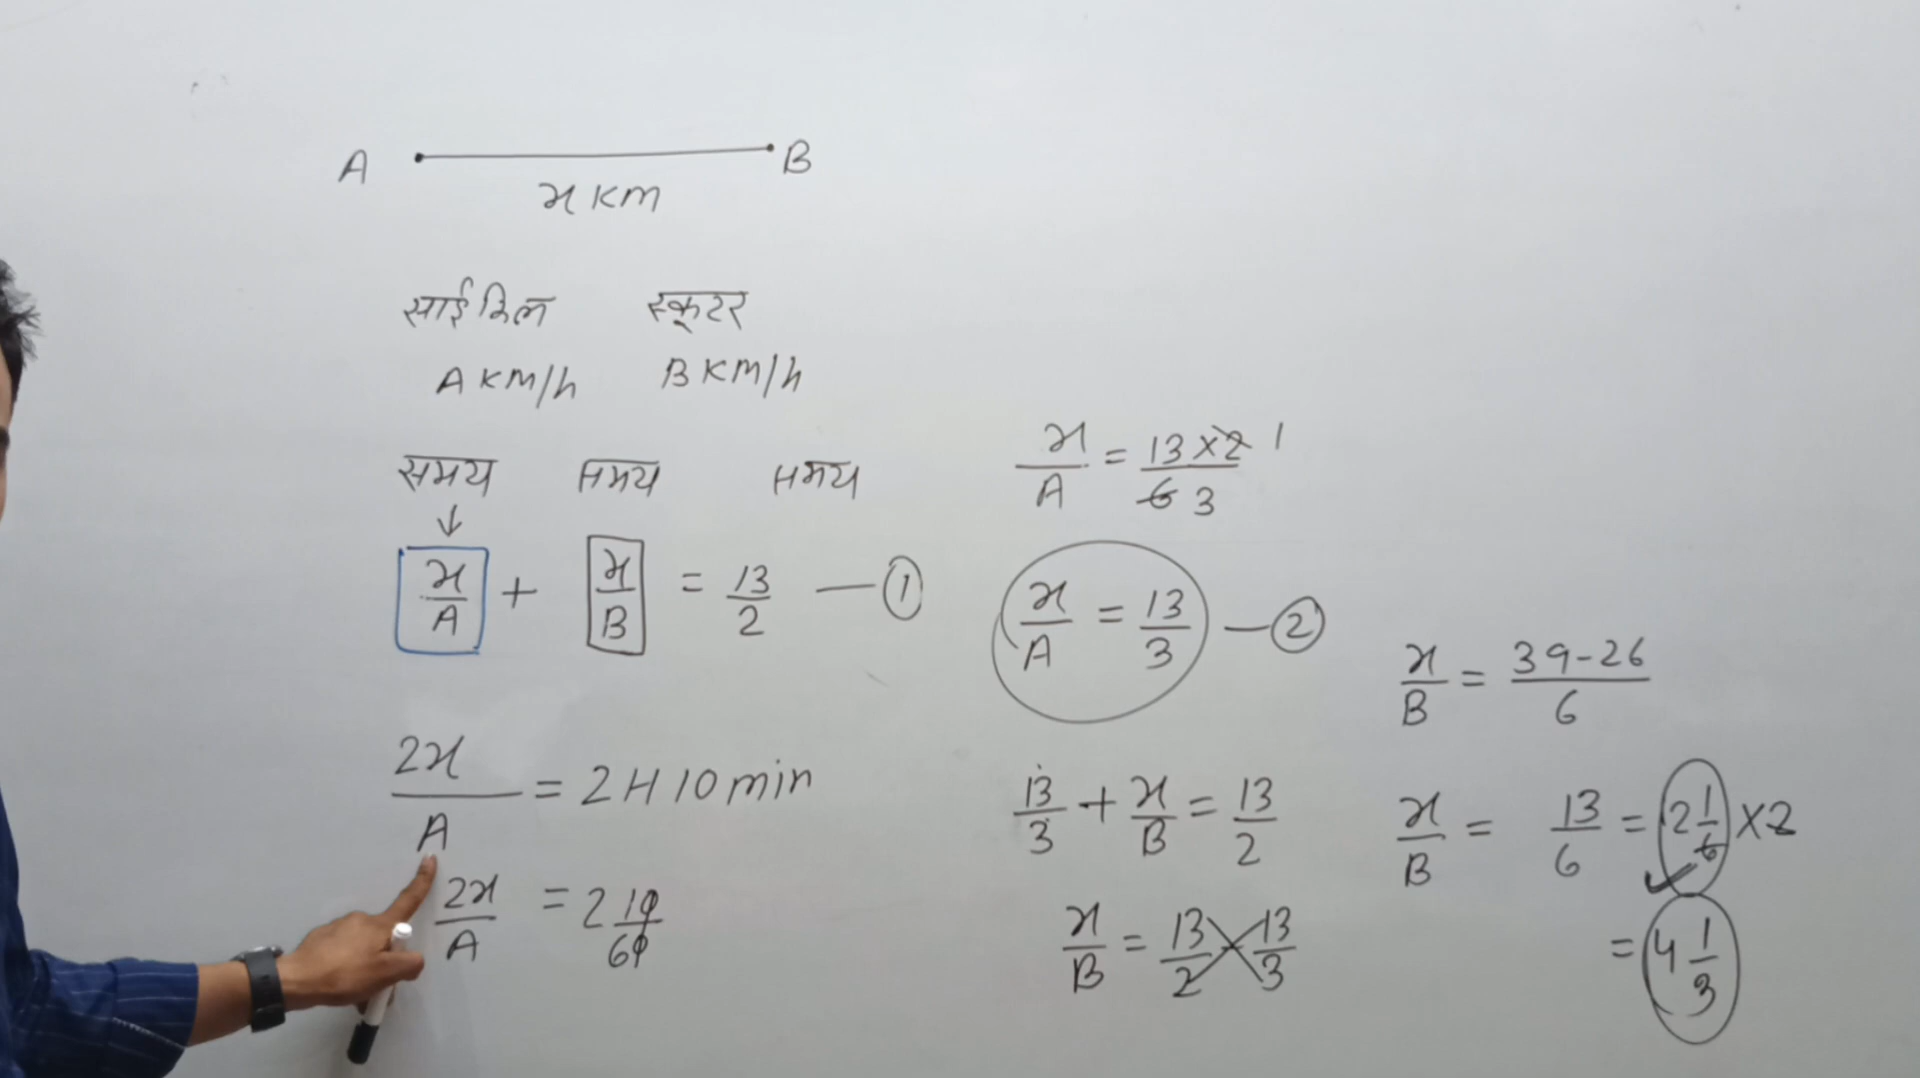 A B
x KM
साईकिल स्कूटर
A KM/h B KM/h
समय समय समय
↓
x/A + x/B = 13/2 — ①
2x/A = 2 H 10 min
2x/A = 2 10/60
x/A = 13×2/6 1 3
x/A = 13/3 — ②
13/3 + x/B = 13/2
x/B = 13/2 13/3
x/B = 39-26/6
x/B = 13/6 = 2 1/6 ×2
= 4 1/3